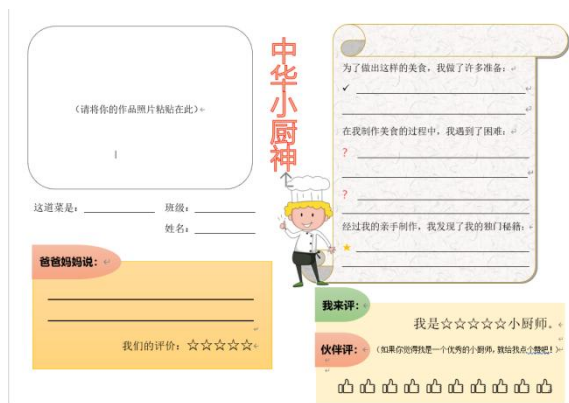 中华小厨神
（请将你的作品照片粘贴在此）
这道菜是：
班级：
姓名：
爸爸妈妈说：
我们的评价：☆☆☆☆☆
为了做出这样的美食，我做了许多准备：
✓
在我制作美食的过程中，我遇到了困难：
?
?
经过我的亲手制作，我发现了我的独门秘籍：
★
我来评：
我是☆☆☆☆☆小厨师。
伙伴评：（如果你觉得我是一个优秀的小厨师，就给我点个赞吧！）